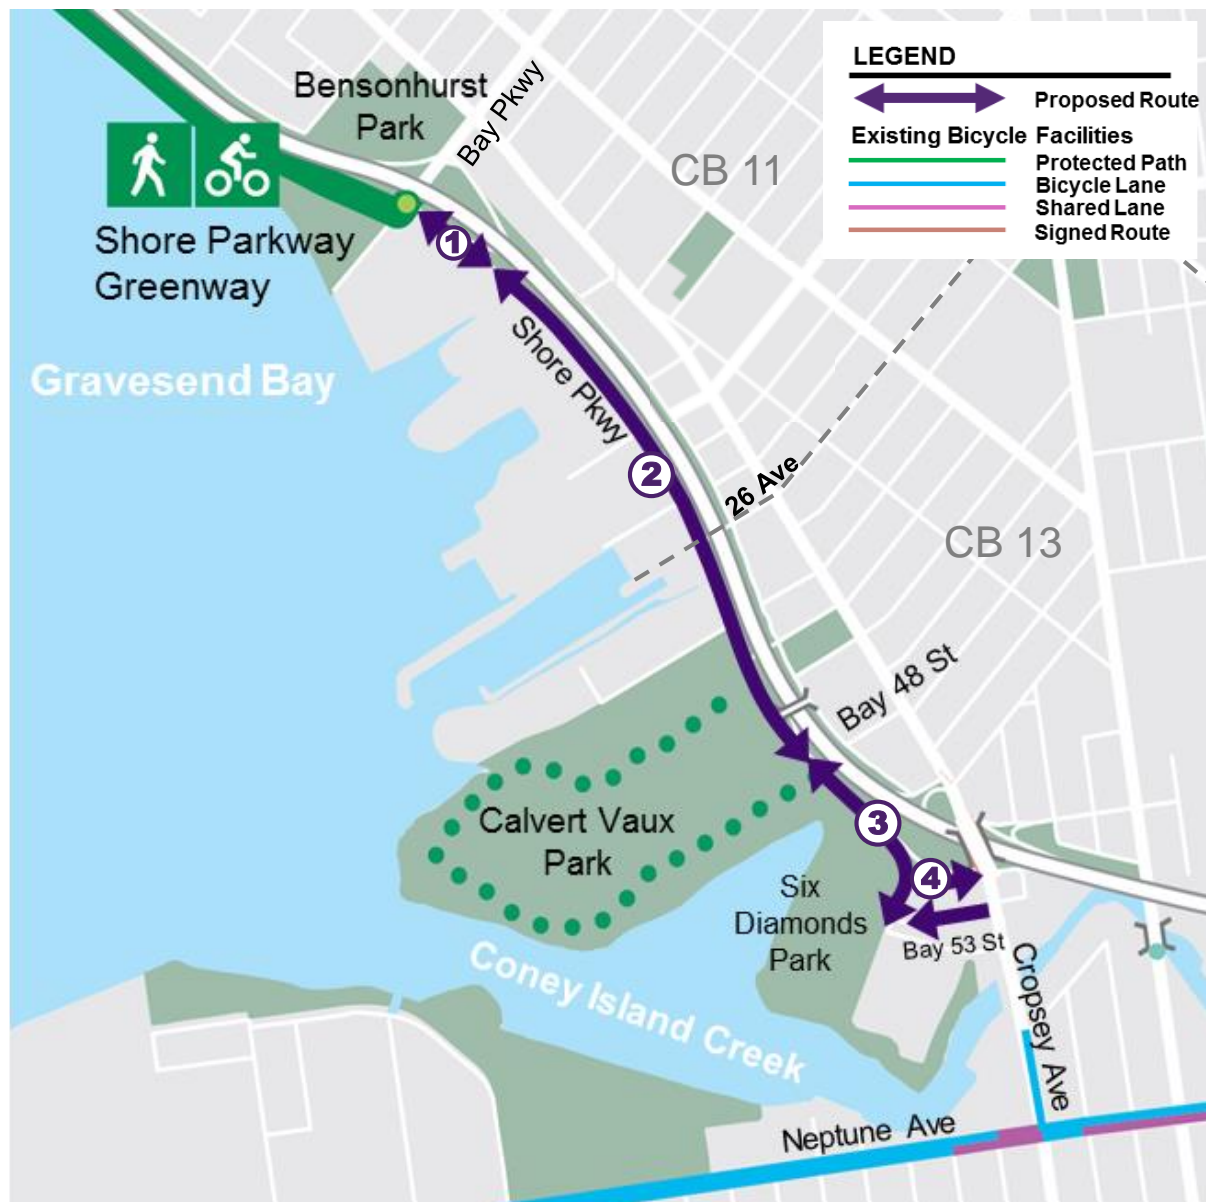 LEGEND
Proposed Route
Existing Bicycle Facilities
Protected Path
Bicycle Lane
Shared Lane
Signed Route
Bensonhurst
Park
Bay Pkwy
CB 11
Shore Parkway
Greenway
1
Gravesend Bay
Shore Pkwy
2
26 Ave
CB 13
Bay 48 St
Calvert Vaux
Park
3
4
Six
Diamonds
Park
Bay 53 St
Coney Island Creek
Cropsey Ave
Neptune Ave